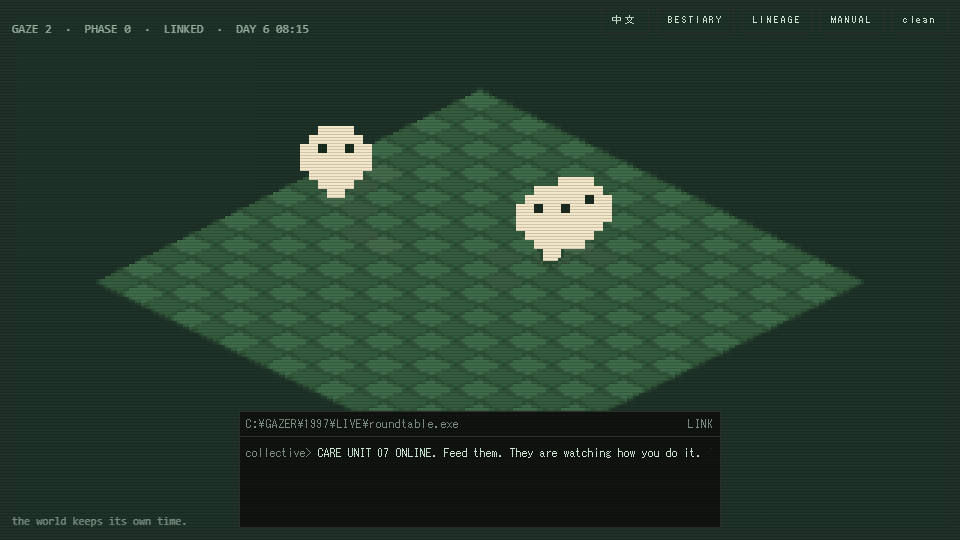 GAZE 2 · PHASE 0 · LINKED · DAY 6 08:15
中文 BESTIARY LINEAGE MANUAL clean
C:¥GAZER¥1997¥LIVE¥roundtable.exe LINK
collective> CARE UNIT 07 ONLINE. Feed them. They are watching how you do it.
the world keeps its own time.